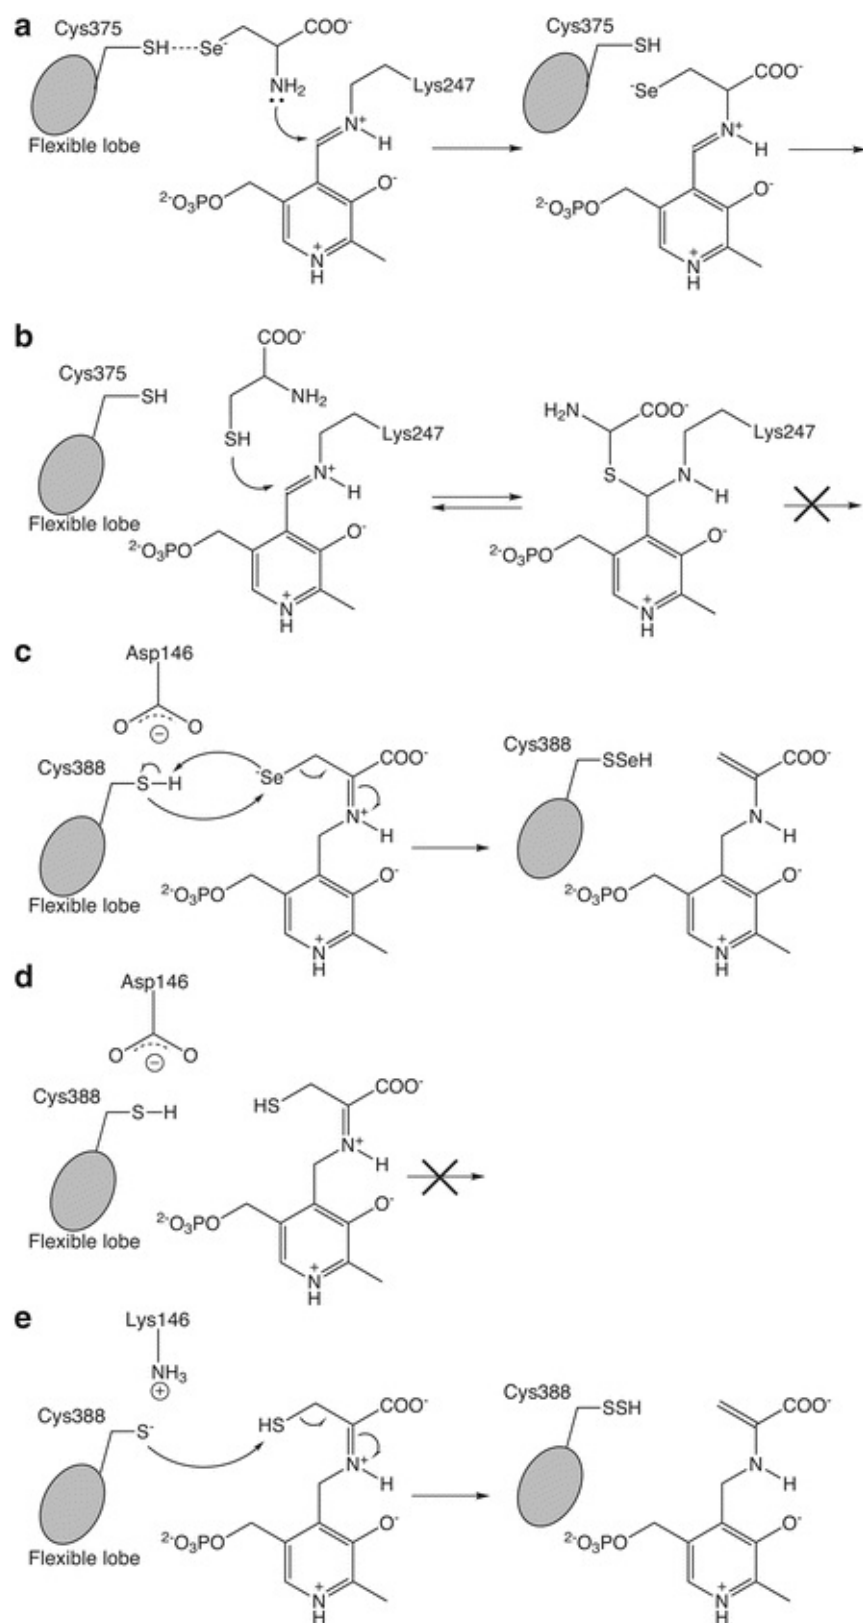 a
Cys375
SH
Se-
COO-
NH2
Lys247
N+
H
Flexible lobe
2-O3PO
O-
N+
H
Cys375
SH
-Se
COO-
N+
H
2-O3PO
O-
N+
H
b
Cys375
SH
COO-
NH2
SH
Lys247
N+
H
Flexible lobe
2-O3PO
O-
N+
H
H2N
COO-
S
N
H
Lys247
2-O3PO
O-
N+
H
c
Asp146
O
O
−
Cys388
S-H
-Se
COO-
N+
H
Flexible lobe
2-O3PO
O-
N+
H
Cys388
SSeH
COO-
N
H
2-O3PO
O-
N+
H
d
Asp146
O
O
−
Cys388
S-H
HS
COO-
N+
H
Flexible lobe
2-O3PO
O-
N+
H
e
Lys146
NH3
+
Cys388
S-
HS
COO-
N+
H
Flexible lobe
2-O3PO
O-
N+
H
Cys388
SSH
COO-
N
H
2-O3PO
O-
N+
H